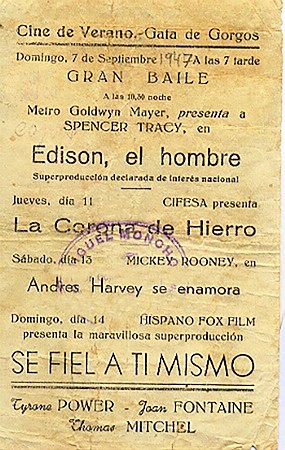 Cine de Verano.-Gata de Gorgos
Domingo, 7 de Septiembre 1947 A las 7 tarde
GRAN BAILE
A las 10,30 noche
Metro Goldwyn Mayer, presenta a
SPENCER TRACY, en
Edison, el hombre
Superproducción declarada de interés nacional
Jueves, día 11 CIFESA presenta
La Corona de Hierro
QUEL MONCHO
Sábado, día 13 MICKEY ROONEY, en
Andres Harvey se enamora
Domingo, día 14 HISPANO FOX FILM
presenta la maravillosa superproducción
SE FIEL A TI MISMO
Tyrone POWER - Joan FONTAINE
Thomas MITCHEL